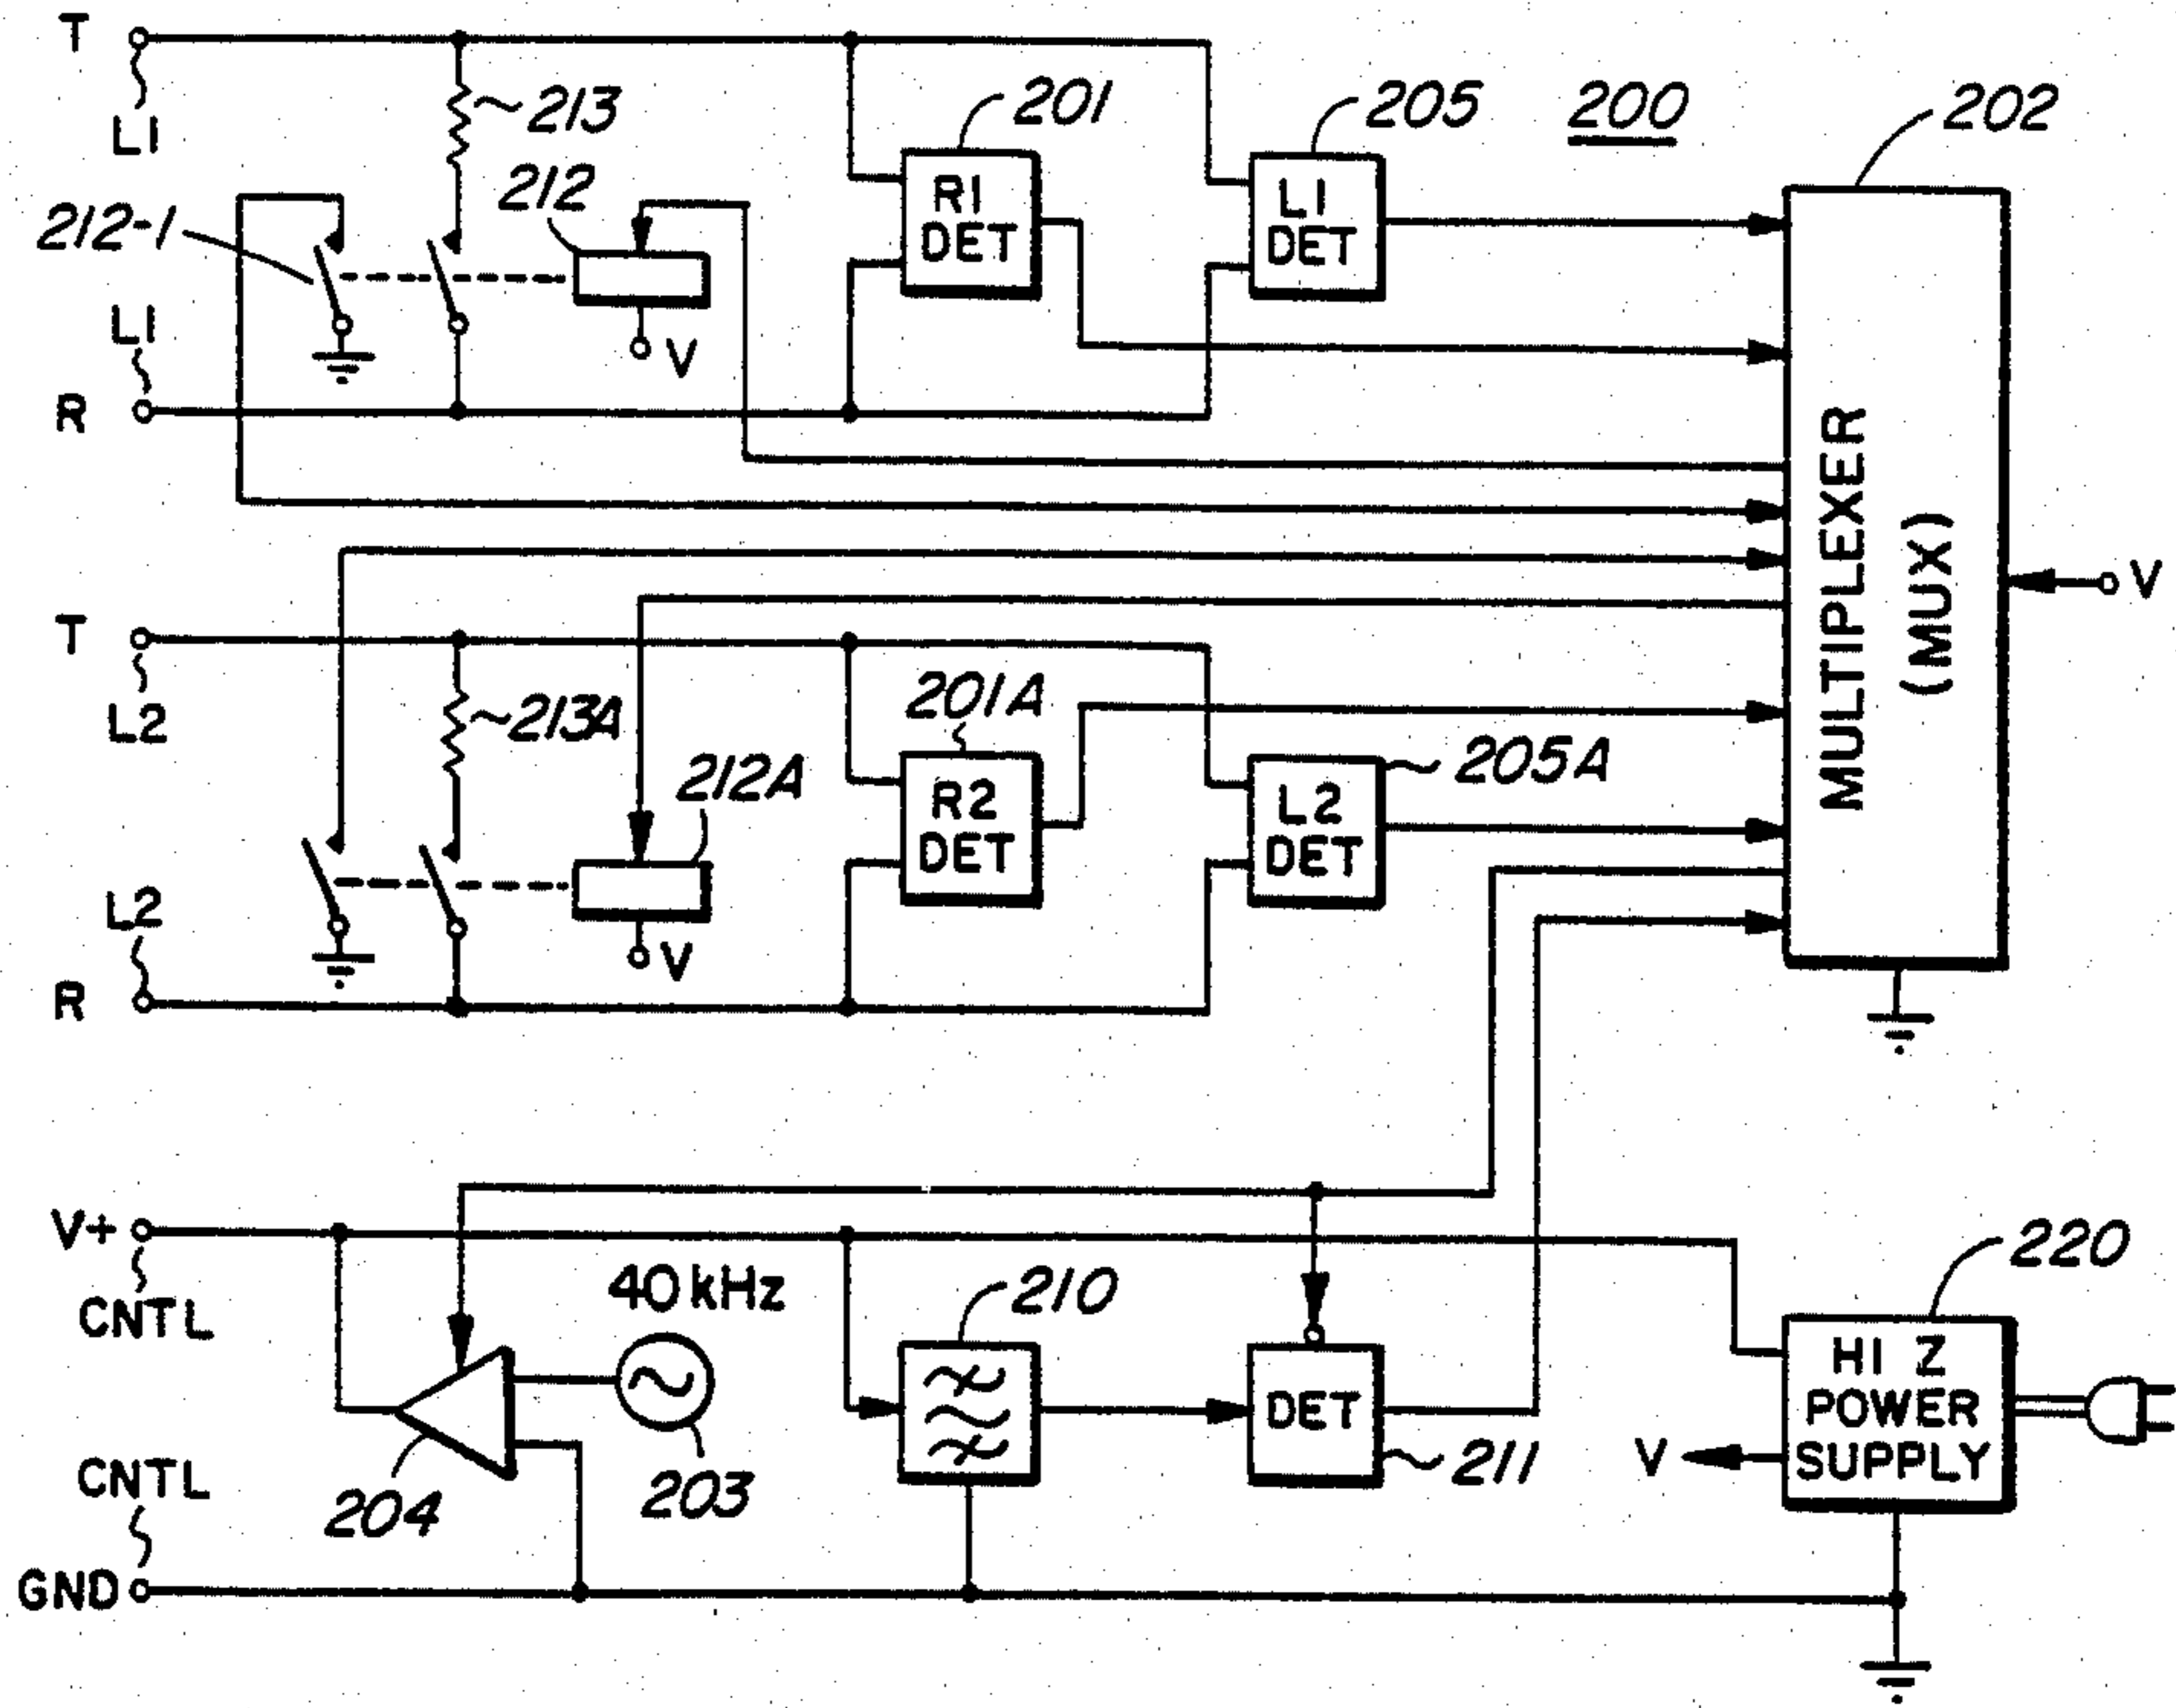 T
L1
213
201
205
200
202
212-1
212
R1
DET
L1
DET
L1
V
R
MULTIPLEXER
(MUX)
V
T
L2
213A
201A
205A
212A
R2
DET
L2
DET
L2
V
R
V+
CNTL
40 kHz
210
220
HI Z
POWER
SUPPLY
DET
V
211
CNTL
204
203
GND